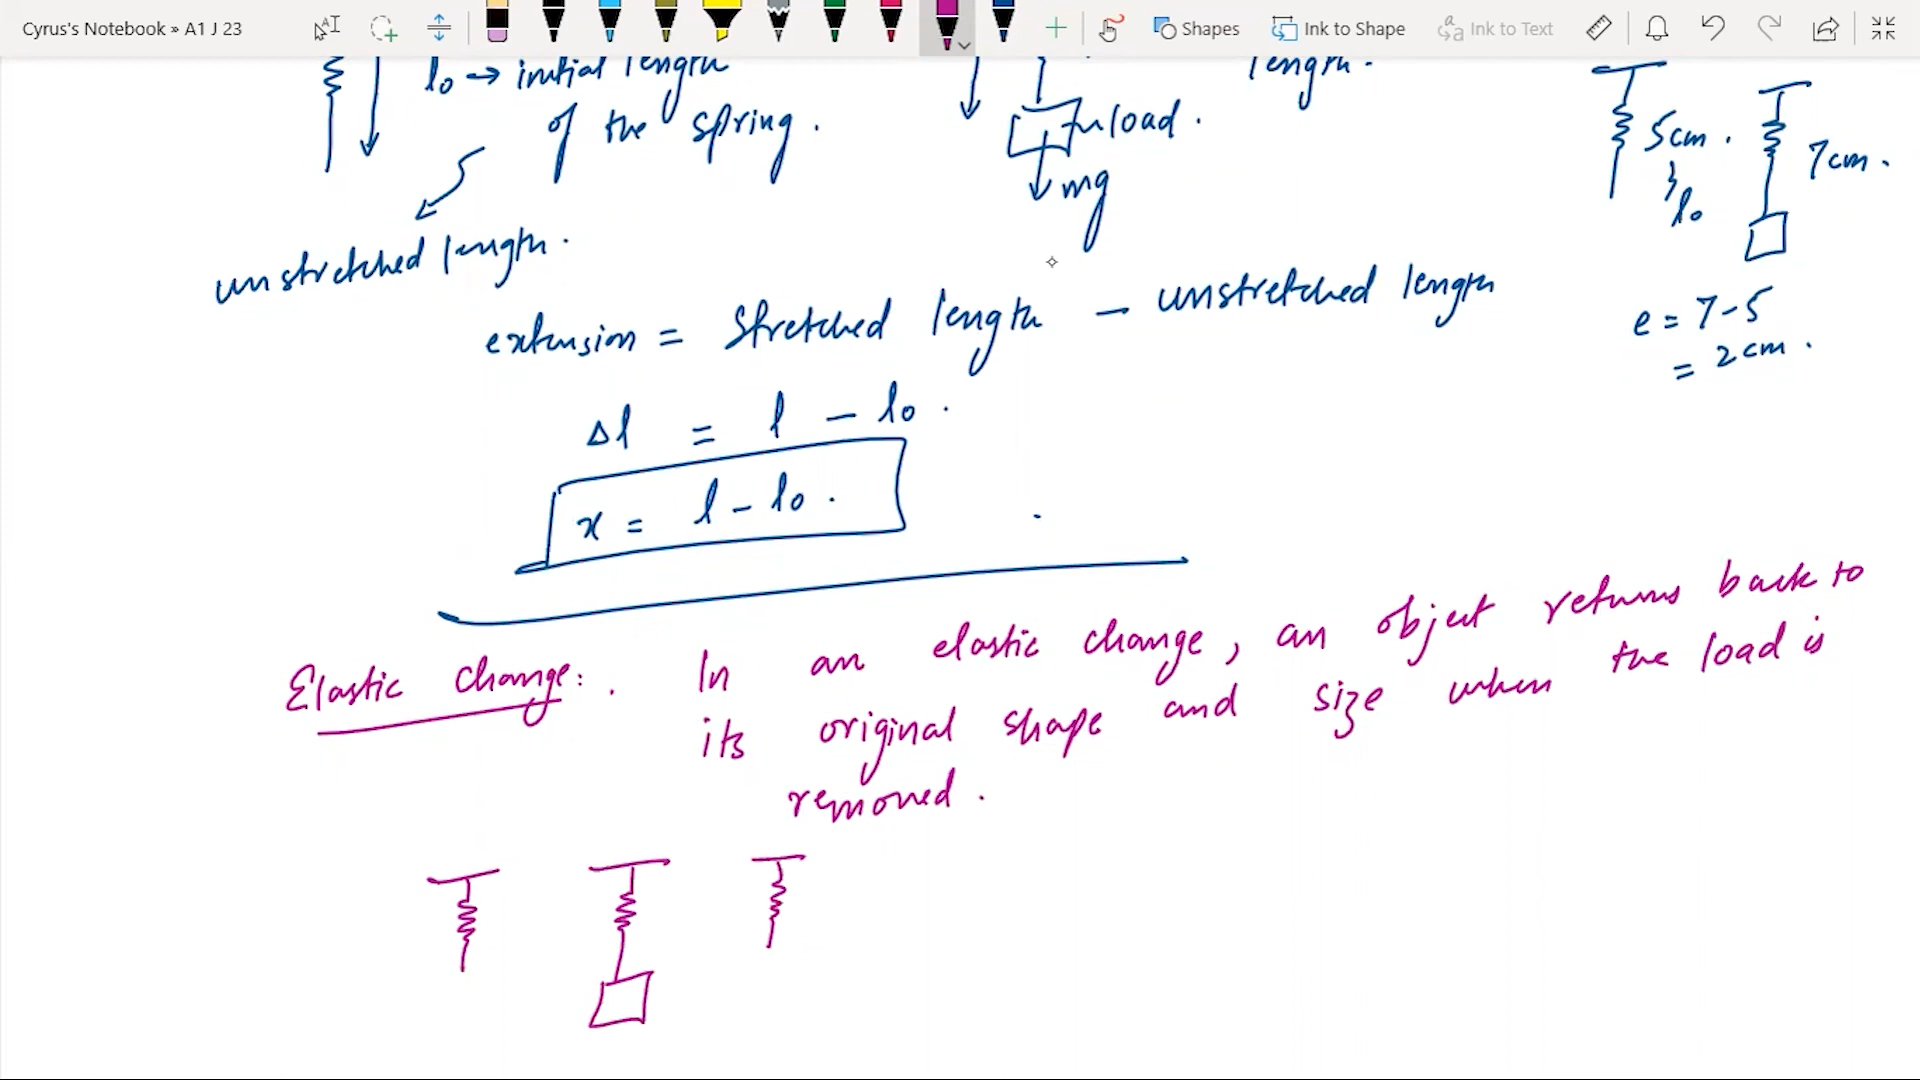 Cyrus's Notebook » A1 J 23
Shapes
Ink to Shape
Ink to Text
l₀ → initial length
of the spring.
unstretched length.
load.
mg
length.
5cm.
l₀
7cm.
extension = Stretched length - unstretched length
e = 7-5
= 2cm.
Δl = l - l₀.
x = l - l₀.
Elastic Change:. In an elastic change, an object returns back to
its original shape and size when the load is
removed.